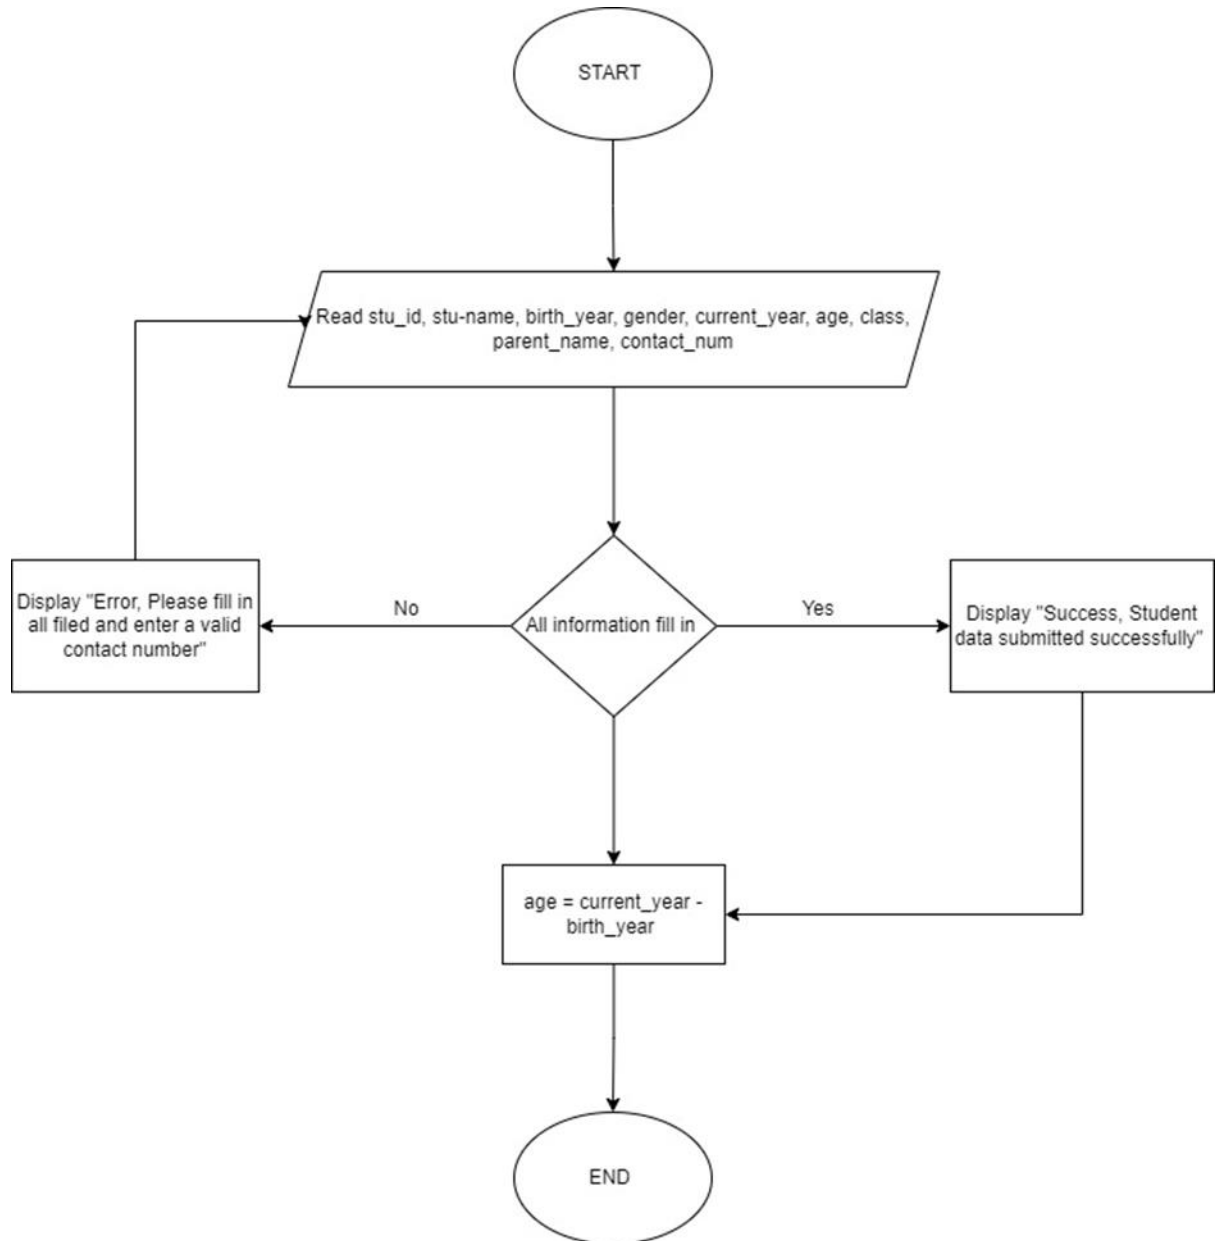 START
Read stu_id, stu-name, birth_year, gender, current_year, age, class,
parent_name, contact_num
Display "Error, Please fill in
all filed and enter a valid
contact number"
No
All information fill in
Yes
Display "Success, Student
data submitted successfully"
age = current_year -
birth_year
END